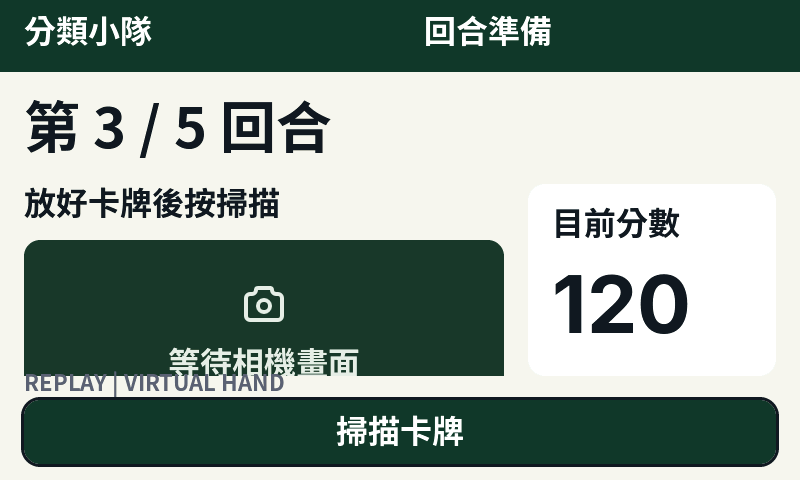 分類小隊
回合準備
第 3 / 5 回合
放好卡牌後按掃描
目前分數
120
等待相機畫面
REPLAY | VIRTUAL HAND
掃描卡牌